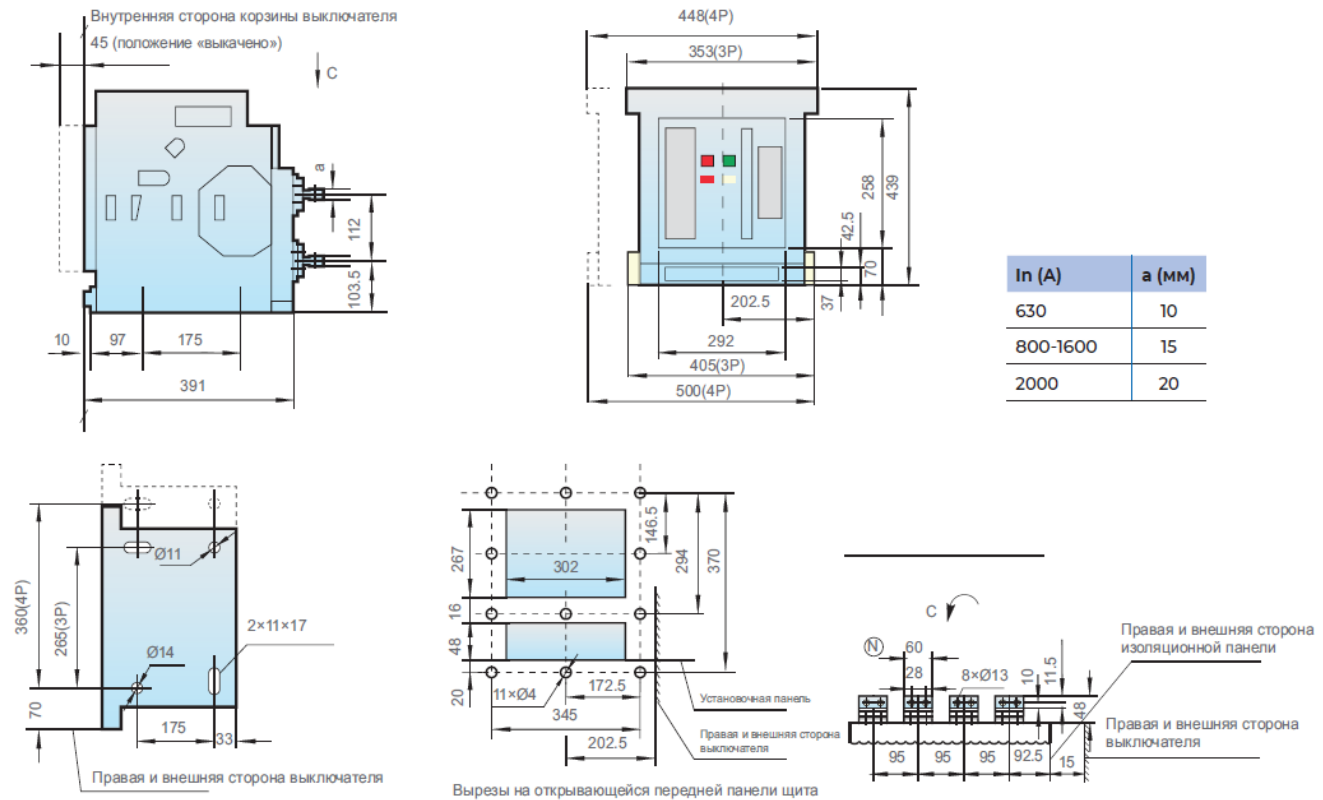 Внутренняя сторона корзины выключателя
45 (положение «выкачено»)
C
a
112
103.5
10
97
175
391
448(4P)
353(3P)
258
439
42.5
70
37
202.5
292
405(3P)
500(4P)
In (A) a (мм)
630 10
800-1600 15
2000 20
360(4P)
265(3P)
70
Ø11
2×11×17
Ø14
175
33
Правая и внешняя сторона выключателя
267
302
16
48
20
146.5
294
370
11×Ø4
172.5
345
202.5
Установочная панель
Правая и внешняя сторона
выключателя
Вырезы на открывающейся передней панели щита
C
N
60
28
8×Ø13
10
11.5
48
95
95
95
92.5
15
Правая и внешняя сторона
изоляционной панели
Правая и внешняя сторона
выключателя